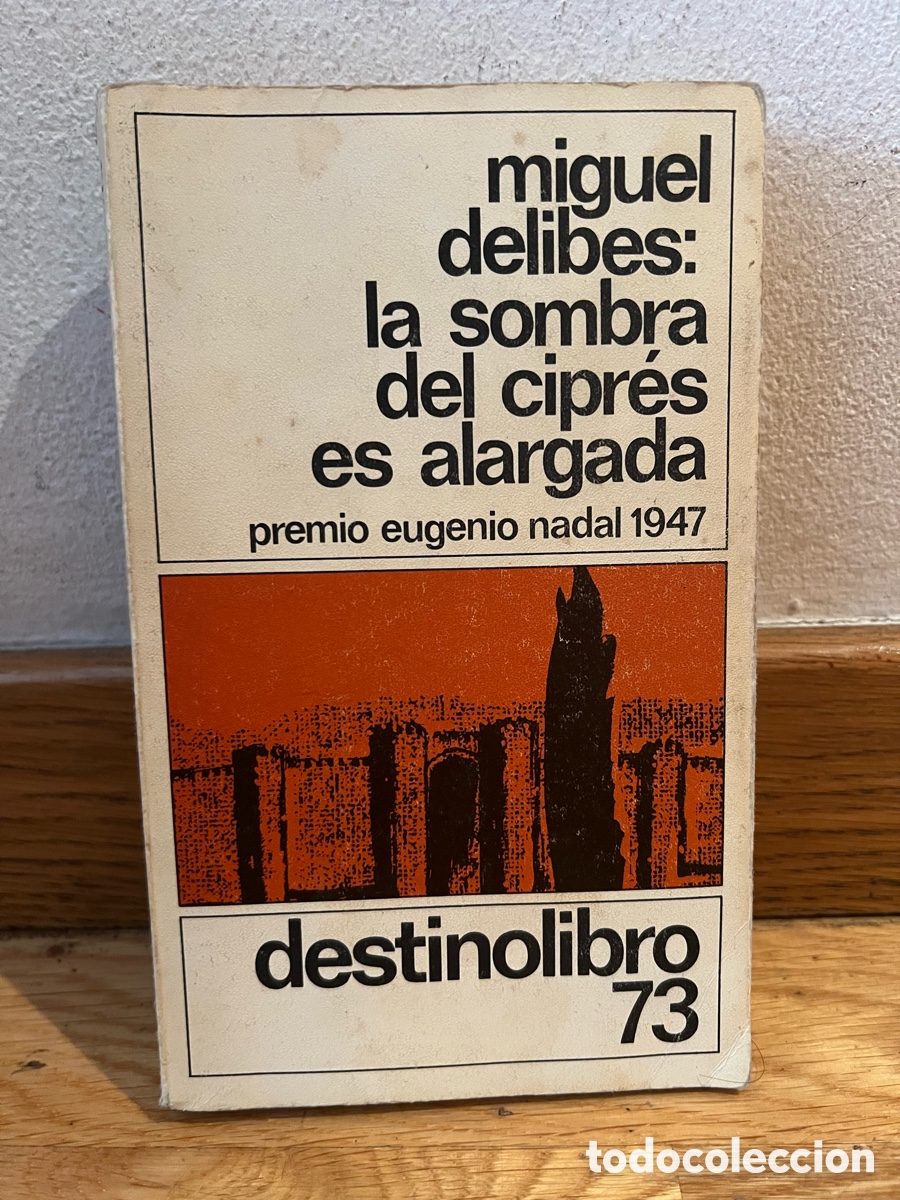 miguel
delibes:
la sombra
del ciprés
es alargada
premio eugenio nadal 1947
destinolibro
73
todocoleccion